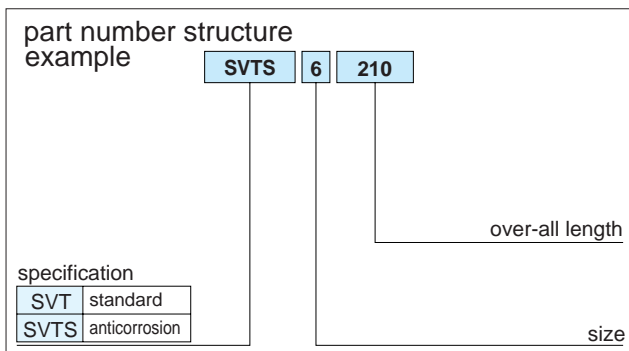 part number structure
example
SVTS 6 210
over-all length
specification
SVT standard
SVTS anticorrosion
size